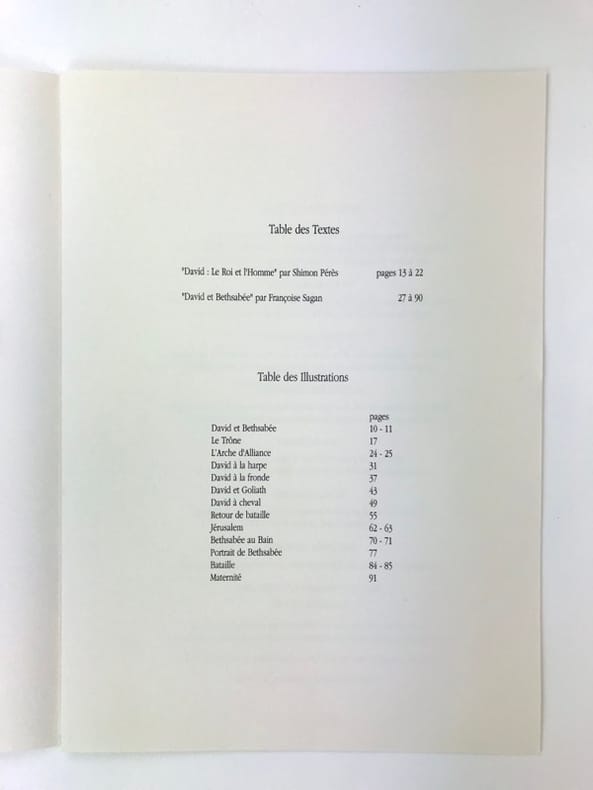 Table des Textes
"David : Le Roi et l'Homme" par Shimon Pérès pages 13 à 22
"David et Bethsabée" par Françoise Sagan 27 à 90
Table des Illustrations
pages
David et Bethsabée 10 - 11
Le Trône 17
L'Arche d'Alliance 24 - 25
David à la harpe 31
David à la fronde 37
David et Goliath 43
David à cheval 49
Retour de bataille 55
Jérusalem 62 - 63
Bethsabée au Bain 70 - 71
Portrait de Bethsabée 77
Bataille 84 - 85
Maternité 91